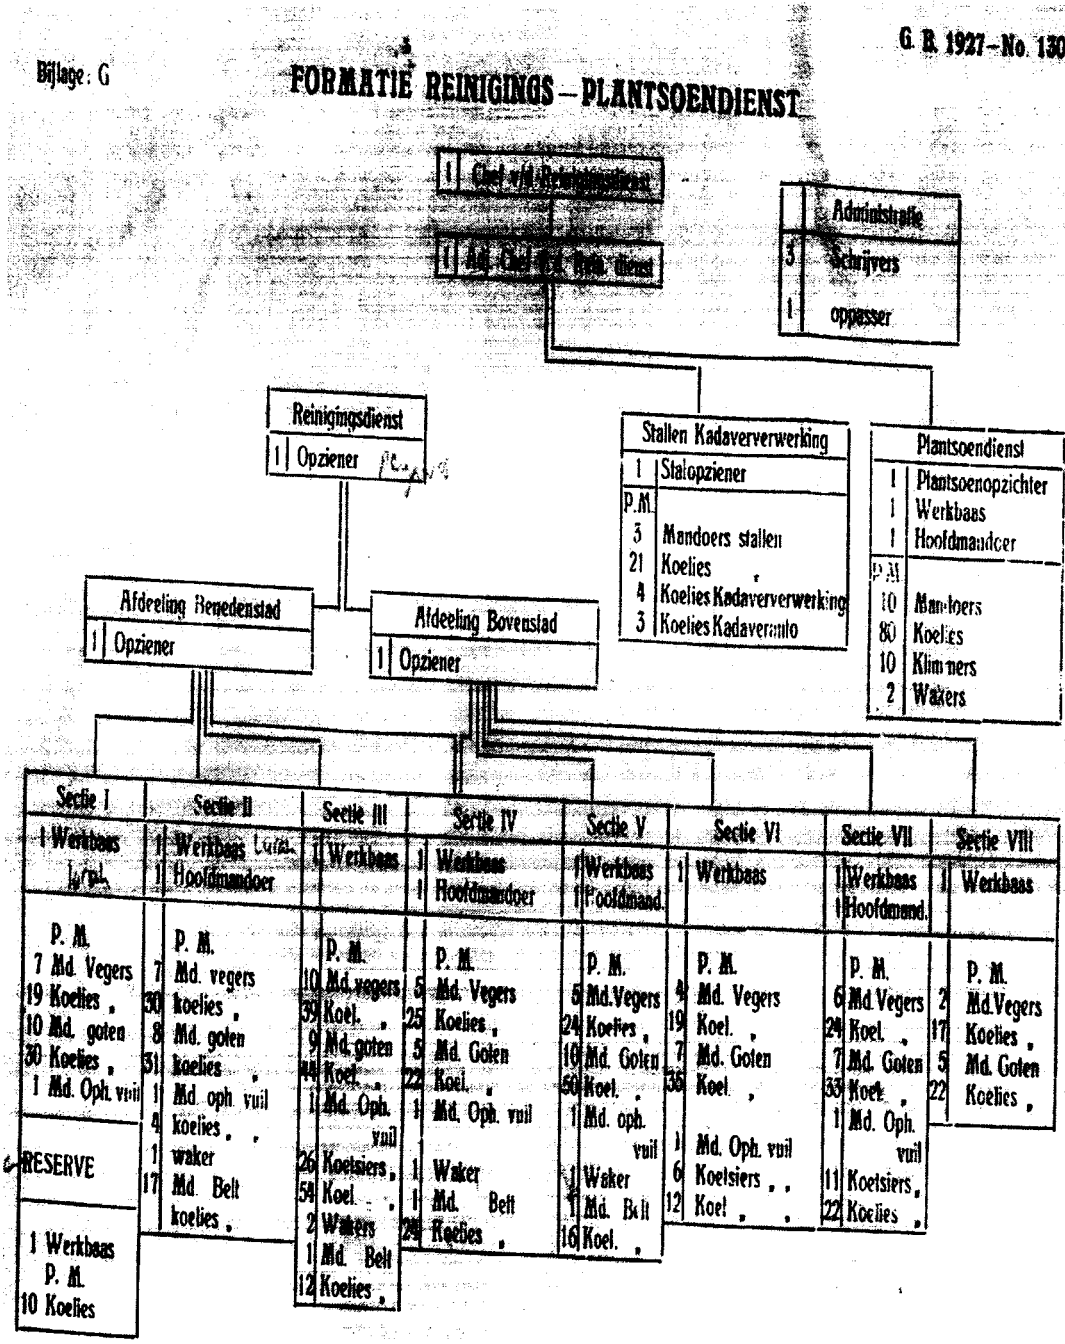 G. B. 1927-No. 130
Bijlage. G
FORMATIE REINIGINGS - PLANTSOENDIENST
1 Chef v/d Reinigingsdienst
1 Adj. Chef v/d. Rein. dienst
Administratie
3 Schrijvers
1 oppasser
Reinigingsdienst
1 Opziener
Stallen Kadaververwerking
1 Stalopziener
P.M.
3 Mandoers stallen
21 Koelies „
4 Koelies Kadaververwerking
3 Koelies Kadaverauto
Plantsoendienst
1 Plantsoenopzichter
1 Werkbaas
1 Hoofdmandoer
P.M
10 Mandoers
80 Koelies
10 Klimmers
2 Wakers
Afdeeling Benedenstad
1 Opziener
Afdeeling Bovenstad
1 Opziener
Sectie I
1 Werkbaas
P. M.
7 Md. Vegers
19 Koelies „
10 Md. goten
30 Koelies „
1 Md. Oph. vuil
RESERVE
1 Werkbaas
P. M.
10 Koelies
Sectie II
1 Werkbaas
1 Hoofdmandoer
P. M.
7 Md. vegers
30 koelies „
8 Md. goten
31 koelies „
1 Md. oph. vuil
4 koelies „ „
1 waker
17 Md. Belt
koelies „
Sectie III
1 Werkbaas
P. M.
10 Md. vegers
39 Koel. „
9 Md. goten
44 Koel. „
1 Md. Oph.
vuil
26 Koetsiers „
54 Koel. „
2 Wakers
1 Md. Belt
12 Koelies „
Sectie IV
1 Werkbaas
1 Hoofdmandoer
P. M.
5 Md. Vegers
25 Koelies „
5 Md. Goten
22 Koel. „
1 Md. Oph. vuil
1
1 Waker
1 Md. Belt
24 Koelies „
Sectie V
1 Werkbaas
1 Hoofdmand.
P. M.
5 Md. Vegers
24 Koelies „
10 Md. Goten
50 Koel. „
1 Md. oph.
vuil
1 Waker
1 Md. Belt
16 Koel. „
Sectie VI
1 Werkbaas
P. M.
4 Md. Vegers
19 Koel. „
7 Md. Goten
35 Koel. „
1 Md. Oph. vuil
6 Koetsiers „ „
12 Koel „ „
Sectie VII
1 Werkbaas
1 Hoofdmand.
P. M.
6 Md. Vegers
24 Koel. „
7 Md. Goten
33 Koel. „
1 Md. Oph.
vuil
11 Koetsiers „
22 Koelies „
Sectie VIII
1 Werkbaas
P. M.
2 Md. Vegers
17 Koelies „
5 Md. Goten
22 Koelies „